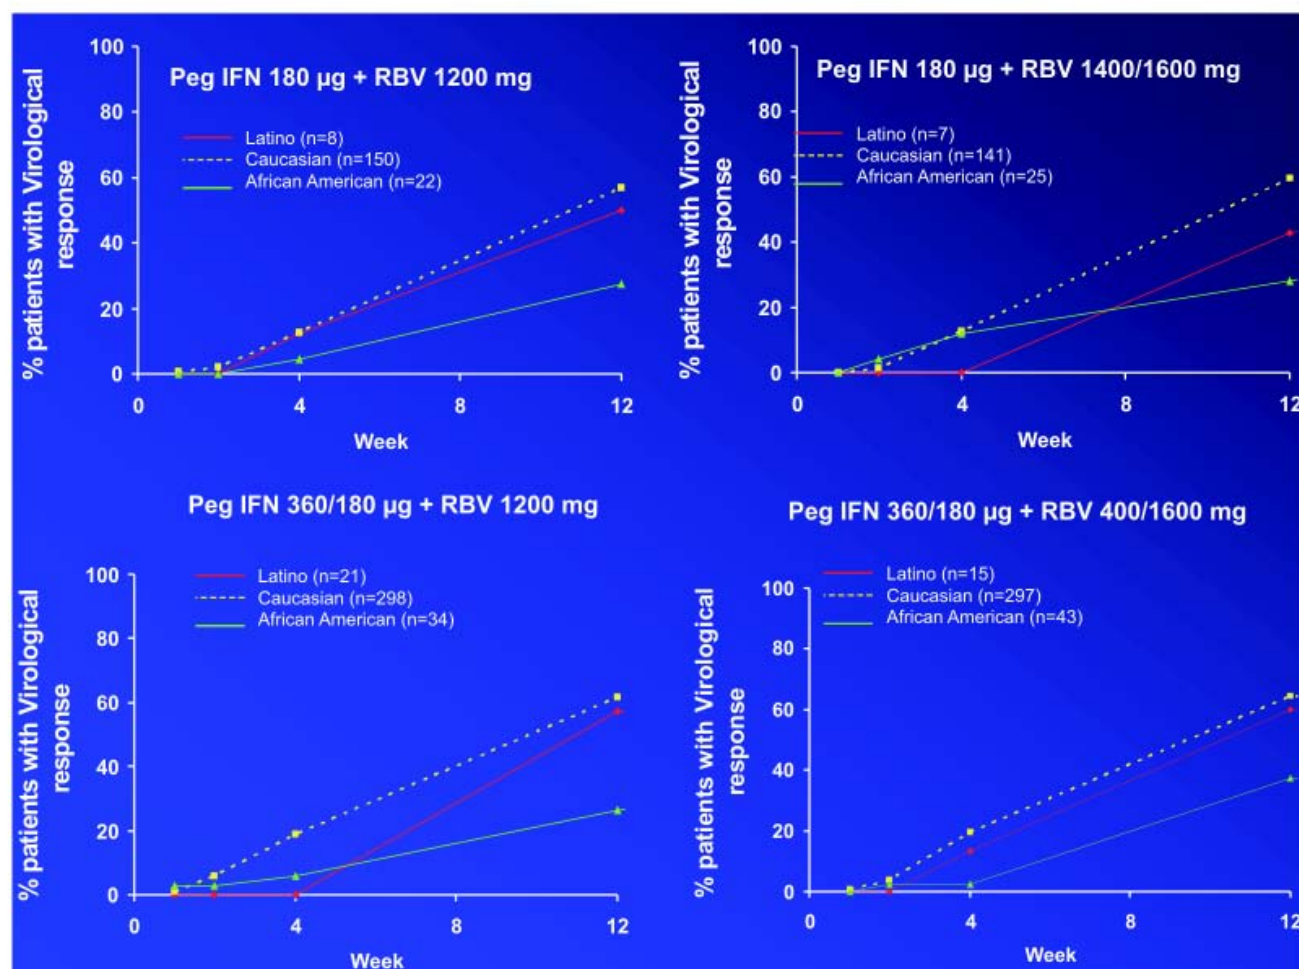 Peg IFN 180 µg + RBV 1200 mg
% patients with Virological
response
100
80
60
40
20
0
Latino (n=8)
Caucasian (n=150)
African American (n=22)
0 4 8 12
Week
Peg IFN 180 µg + RBV 1400/1600 mg
% patients with Virological
response
100
80
60
40
20
0
Latino (n=7)
Caucasian (n=141)
African American (n=25)
0 4 8 12
Week
Peg IFN 360/180 µg + RBV 1200 mg
% patients with Virological
response
100
80
60
40
20
0
Latino (n=21)
Caucasian (n=298)
African American (n=34)
0 4 8 12
Week
Peg IFN 360/180 µg + RBV 400/1600 mg
% patients with Virological
response
100
80
60
40
20
0
Latino (n=15)
Caucasian (n=297)
African American (n=43)
0 4 8 12
Week